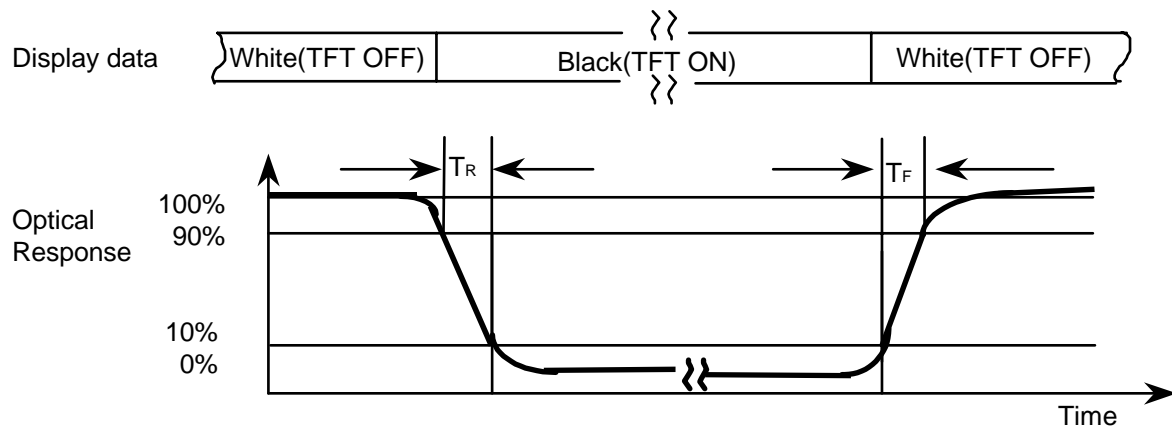 Display data
White(TFT OFF)
Black(TFT ON)
White(TFT OFF)
TR
TF
Optical
Response
100%
90%
10%
0%
Time